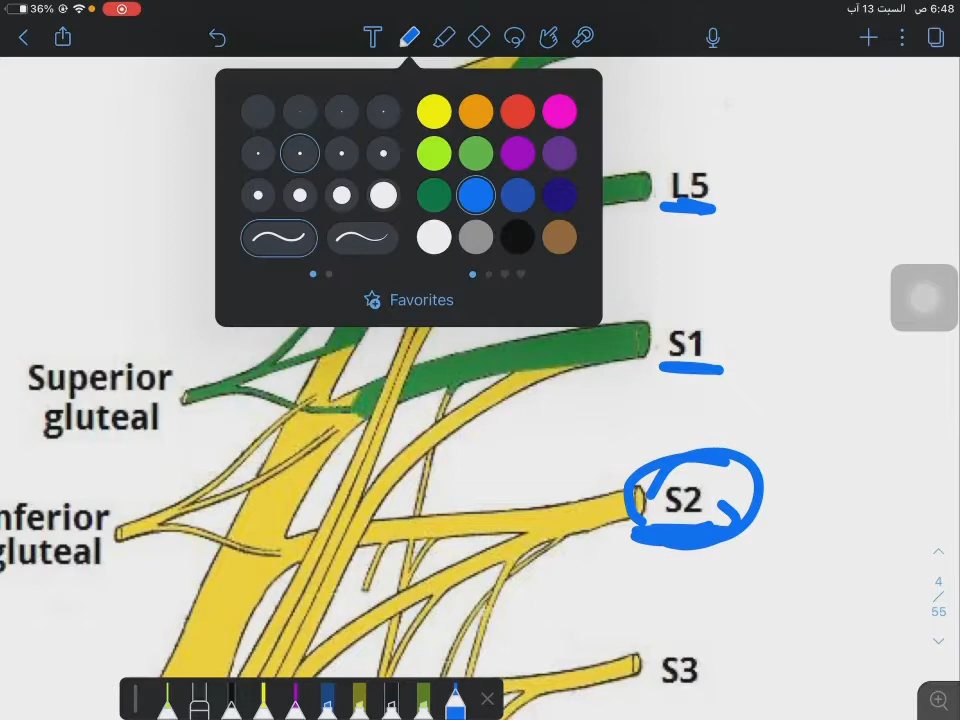 36%
6:48 ص السبت 13 آب
T
L5
Favorites
S1
Superior
gluteal
S2
nferior
gluteal
4
/
55
S3